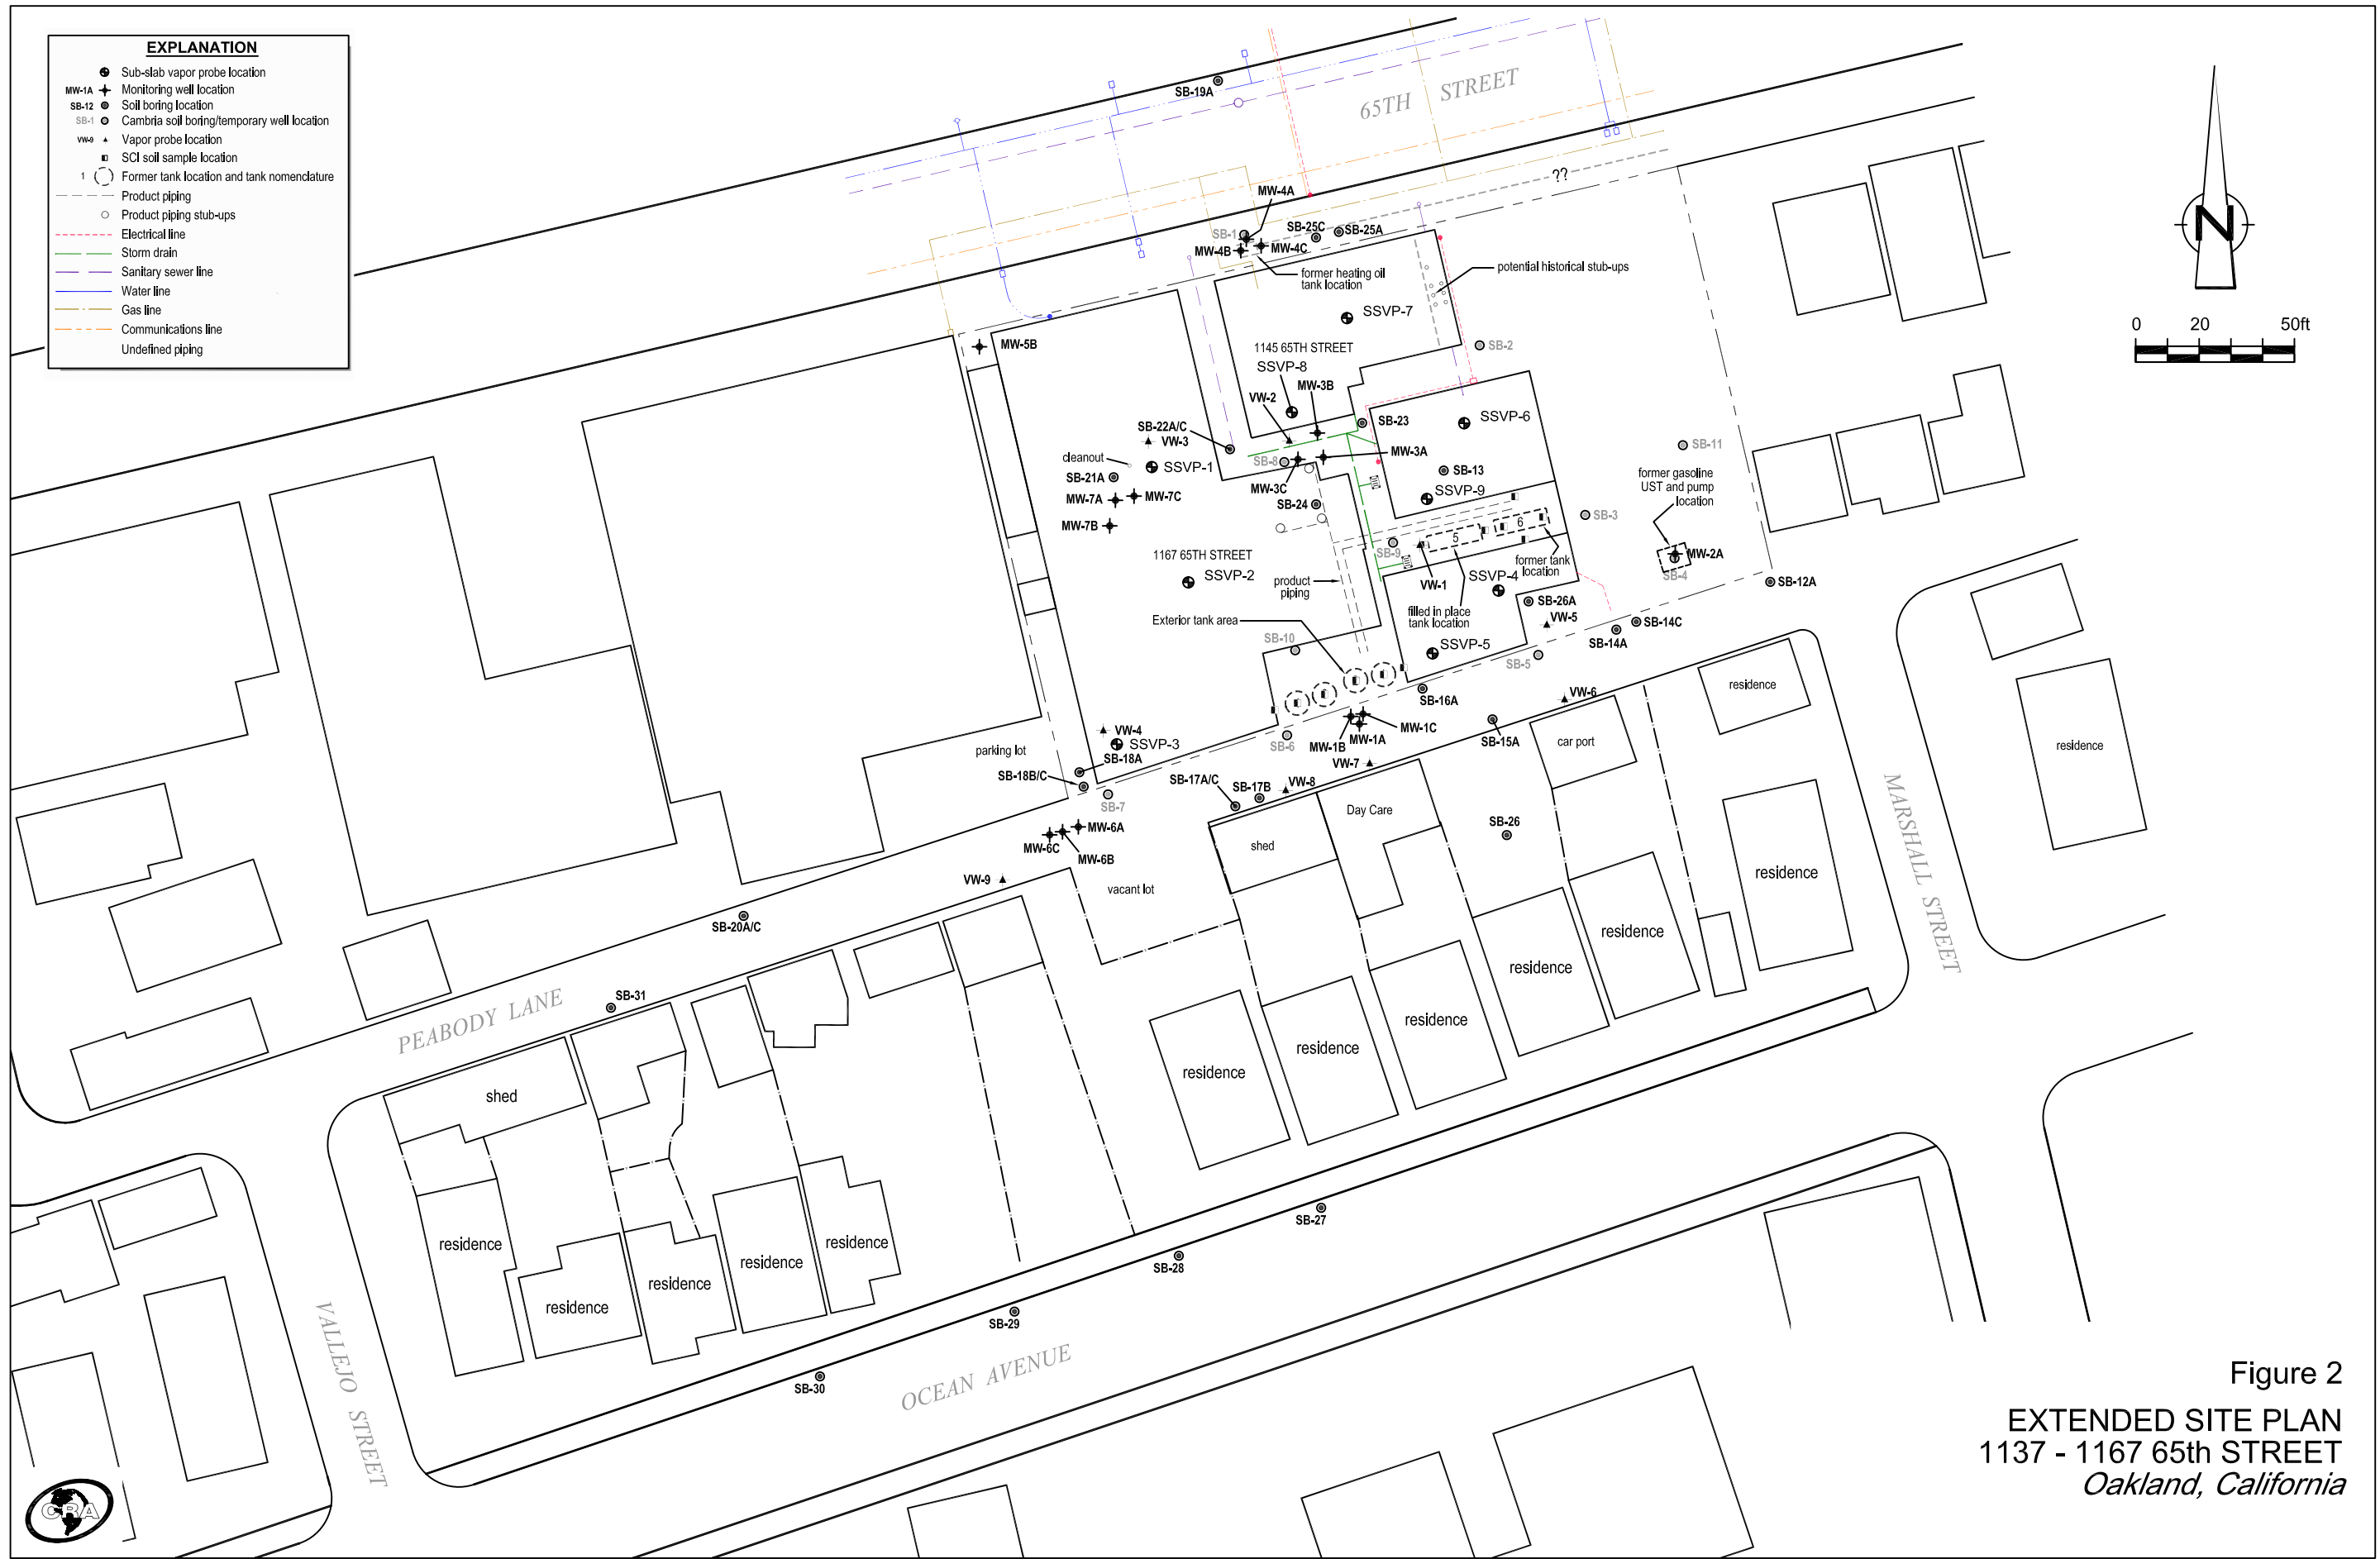 EXPLANATION
Sub-slab vapor probe location
MW-1A Monitoring well location
SB-12 Soil boring location
SB-1 Cambria soil boring/temporary well location
VW-9 Vapor probe location
SCI soil sample location
1 Former tank location and tank nomenclature
Product piping
Product piping stub-ups
Electrical line
Storm drain
Sanitary sewer line
Water line
Gas line
Communications line
Undefined piping
SB-19A
65TH STREET
??
N
0 20 50ft
MW-4A
SB-1
SB-25C
SB-25A
MW-4B
MW-4C
former heating oil
tank location
potential historical stub-ups
SSVP-7
MW-5B
SB-2
1145 65TH STREET
SSVP-8
MW-3B
VW-2
SSVP-6
SB-23
SB-22A/C
VW-3
cleanout
SSVP-1
SB-8
MW-3A
SB-11
SB-21A
SB-13
former gasoline
UST and pump
location
MW-7A
MW-7C
MW-3C
SSVP-9
SB-24
MW-7B
SB-3
6
5
1167 65TH STREET
SB-9
MW-2A
SSVP-2
product
piping
VW-1
SSVP-4
former tank
location
SB-4
SB-12A
filled in place
tank location
SB-26A
VW-5
Exterior tank area
SB-14C
SB-14A
SB-10
SSVP-5
SB-5
residence
SB-16A
VW-6
VW-4
SSVP-3
SB-6
MW-1C
MW-1A
MW-1B
SB-15A
car port
residence
parking lot
SB-18A
SB-18B/C
VW-7
SB-7
SB-17A/C
SB-17B
VW-8
Day Care
SB-26
MW-6A
MW-6C
MW-6B
shed
MARSHALL STREET
VW-9
vacant lot
residence
SB-20A/C
residence
residence
SB-31
PEABODY LANE
residence
residence
residence
shed
residence
residence
residence
residence
residence
residence
SB-27
SB-28
SB-29
SB-30
VALLEJO STREET
OCEAN AVENUE
CRA
Figure 2
EXTENDED SITE PLAN
1137 - 1167 65th STREET
Oakland, California